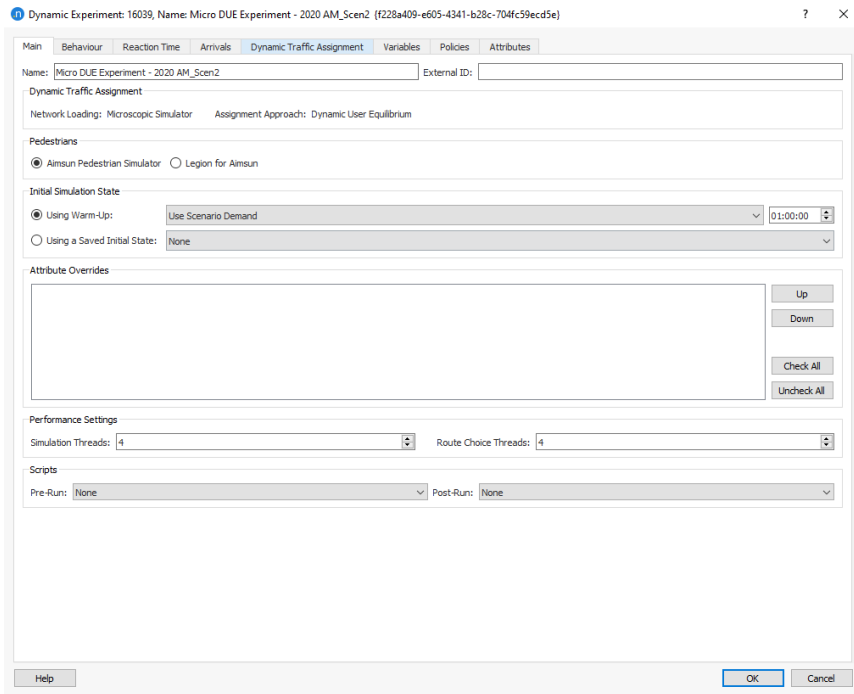 n Dynamic Experiment: 16039, Name: Micro DUE Experiment - 2020 AM_Scen2 {f228a409-e605-4341-b28c-704fc59ecd5e} ? ×
Main Behaviour Reaction Time Arrivals Dynamic Traffic Assignment Variables Policies Attributes
Name: Micro DUE Experiment - 2020 AM_Scen2 External ID:
Dynamic Traffic Assignment
Network Loading: Microscopic Simulator Assignment Approach: Dynamic User Equilibrium
Pedestrians
Aimsun Pedestrian Simulator Legion for Aimsun
Initial Simulation State
Using Warm-Up: Use Scenario Demand 01:00:00
Using a Saved Initial State: None
Attribute Overrides
Up
Down
Check All
Uncheck All
Performance Settings
Simulation Threads: 4 Route Choice Threads: 4
Scripts
Pre-Run: None Post-Run: None
Help OK Cancel